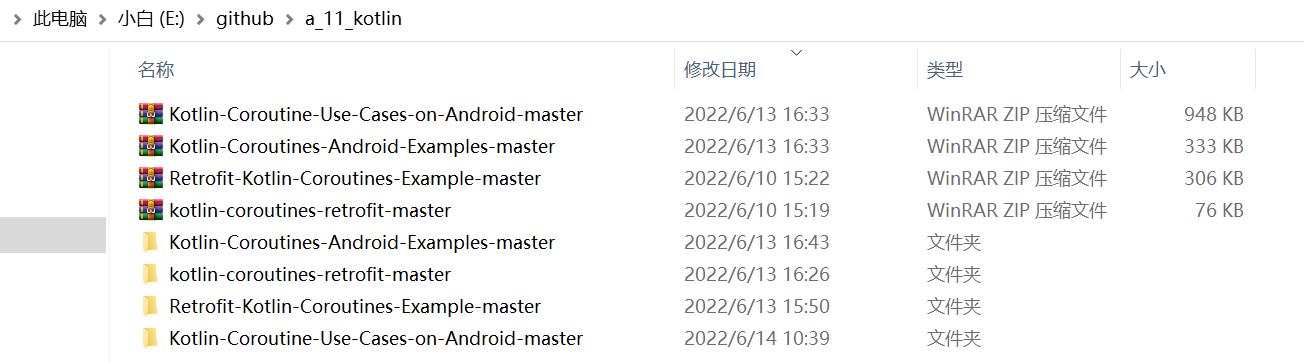 此电脑 小白 (E:) github a_11_kotlin
名称 修改日期 类型 大小
Kotlin-Coroutine-Use-Cases-on-Android-master 2022/6/13 16:33 WinRAR ZIP 压缩文件 948 KB
Kotlin-Coroutines-Android-Examples-master 2022/6/13 16:33 WinRAR ZIP 压缩文件 333 KB
Retrofit-Kotlin-Coroutines-Example-master 2022/6/10 15:22 WinRAR ZIP 压缩文件 306 KB
kotlin-coroutines-retrofit-master 2022/6/10 15:19 WinRAR ZIP 压缩文件 76 KB
Kotlin-Coroutines-Android-Examples-master 2022/6/13 16:43 文件夹
kotlin-coroutines-retrofit-master 2022/6/13 16:26 文件夹
Retrofit-Kotlin-Coroutines-Example-master 2022/6/13 15:50 文件夹
Kotlin-Coroutine-Use-Cases-on-Android-master 2022/6/14 10:39 文件夹